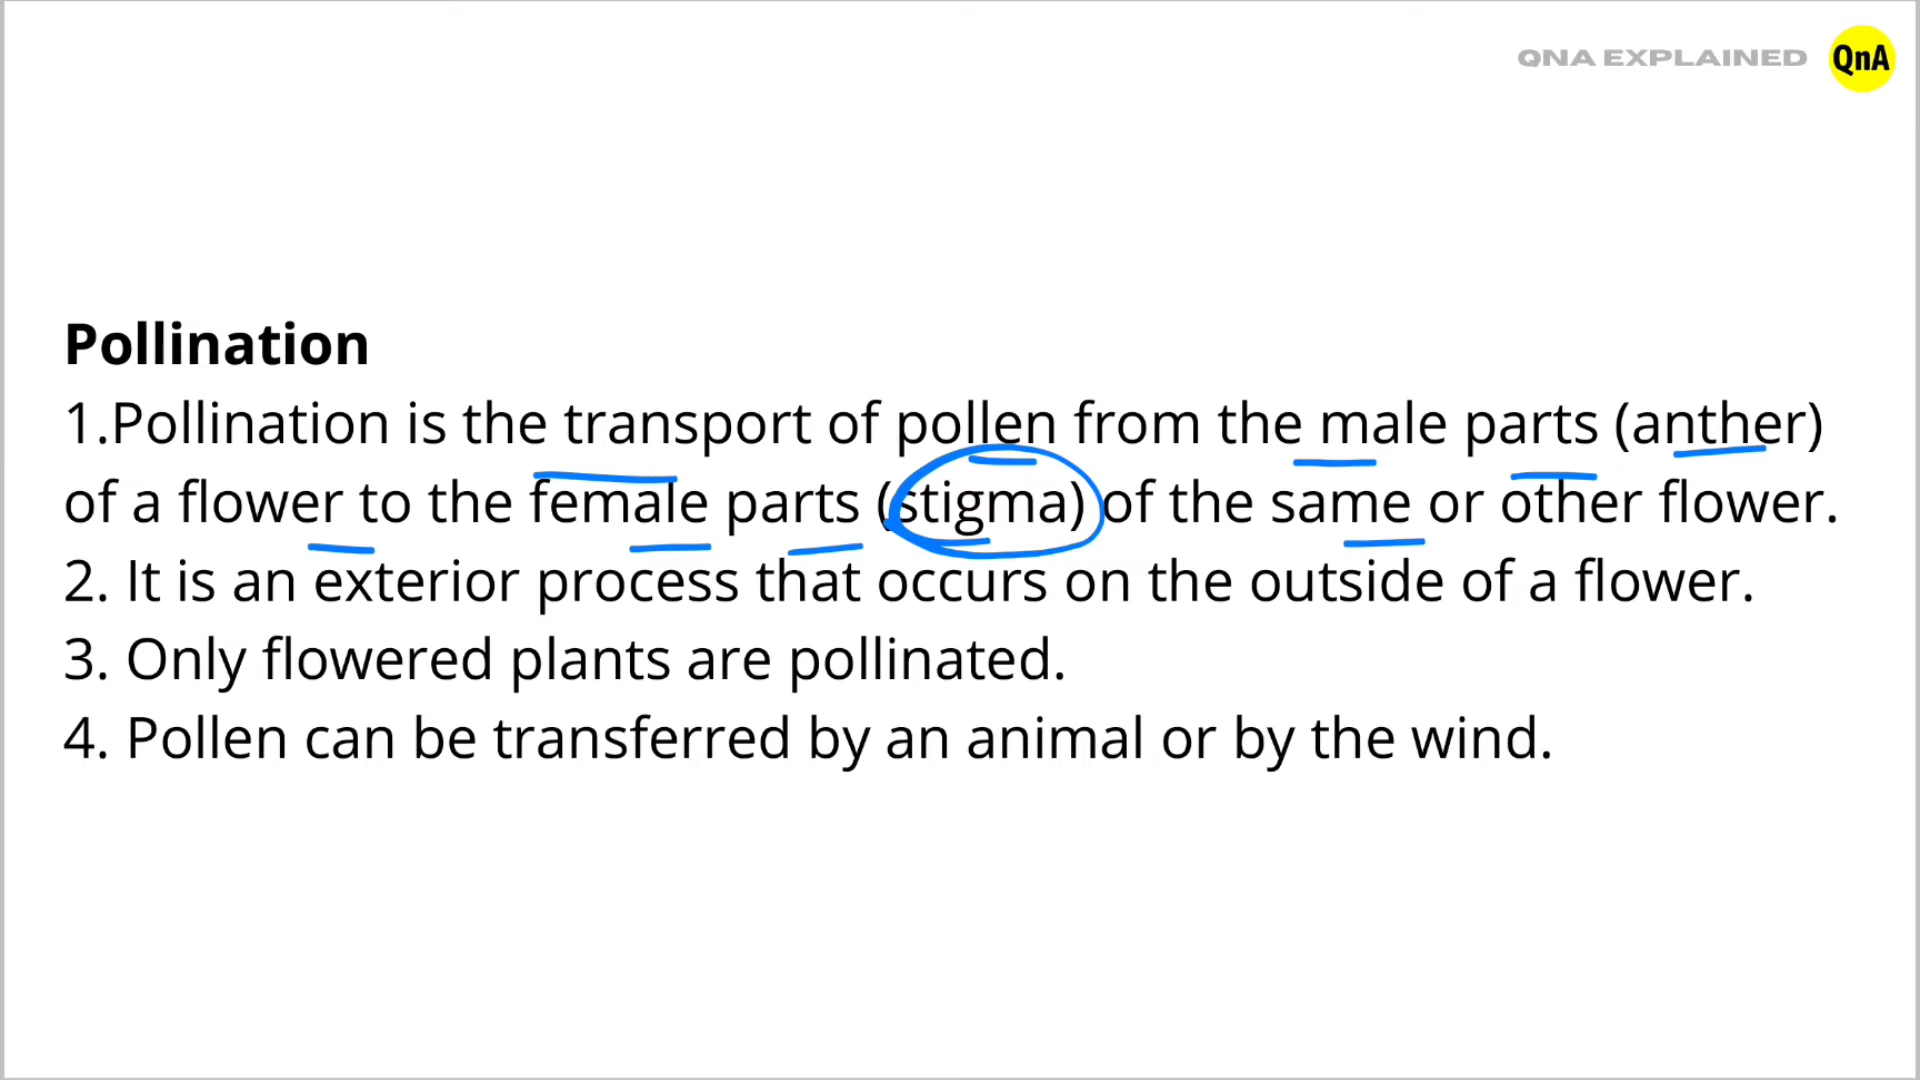 QNA EXPLAINED QnA
Pollination
1.Pollination is the transport of pollen from the male parts (anther)
of a flower to the female parts (stigma) of the same or other flower.
2. It is an exterior process that occurs on the outside of a flower.
3. Only flowered plants are pollinated.
4. Pollen can be transferred by an animal or by the wind.